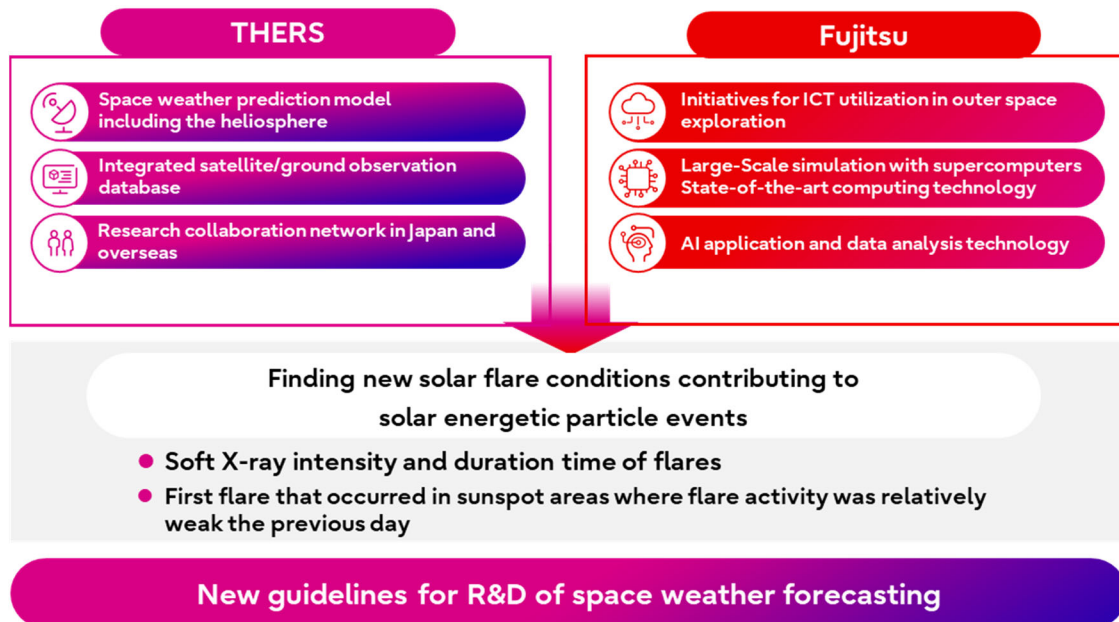 THERS
Space weather prediction model
including the heliosphere
Integrated satellite/ground observation
database
Research collaboration network in Japan and
overseas
Fujitsu
Initiatives for ICT utilization in outer space
exploration
Large-Scale simulation with supercomputers
State-of-the-art computing technology
AI application and data analysis technology
Finding new solar flare conditions contributing to
solar energetic particle events
● Soft X-ray intensity and duration time of flares
● First flare that occurred in sunspot areas where flare activity was relatively
weak the previous day
New guidelines for R&D of space weather forecasting